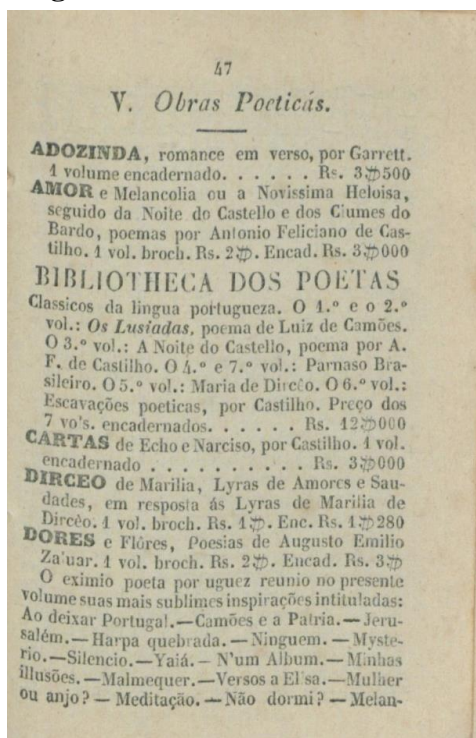 47
V. Obras Poeticas.
ADOZINDA, romance em verso, por Garrett.
1 volume encadernado. . . . . . Rs. 3$500
AMOR e Melancolia ou a Novissima Heloisa,
seguido da Noite do Castello e dos Ciumes do
Bardo, poemas por Antonio Feliciano de Cas-
tilho. 1 vol. broch. Rs. 2$. Encad. Rs. 3$000
BIBLIOTHECA DOS POETAS
Classicos da lingua portugueza. O 1.º e o 2.º
vol.: Os Lusiadas, poema de Luiz de Camões.
O 3.º vol.: A Noite do Castello, poema por A.
F. de Castilho. O 4.º e 7.º vol.: Parnaso Bra-
sileiro. O 5.º vol.: Maria de Dircêo. O 6.º vol.:
Escavações poeticas, por Castilho. Preço dos
7 vo's. encadernados. . . . . . Rs. 12$000
CARTAS de Echo e Narciso, por Castilho. 1 vol.
encadernado . . . . . . . . . . Rs. 3$000
DIRCEO de Marilia, Lyras de Amores e Sau-
dades, em resposta ás Lyras de Marilia de
Dircêo. 1 vol. broch. Rs. 1$. Enc. Rs. 1$280
DORES e Flôres, Poesias de Augusto Emilio
Za'uar. 1 vol. broch. Rs. 2$. Encad. Rs. 3$
O eximio poeta por uguez reunio no presente
volume suas mais sublimes inspirações intituladas:
Ao deixar Portugal.—Camões e a Patria.—Jeru-
salém.—Harpa quebrada.—Ninguem.—Myste-
rio.—Silencio.—Yaiá.—N'um Album.—Minhas
illusões.—Malmequer.—Versos a El sa.—Mulher
ou anjo?—Meditação.—Não dormi?—Melan-